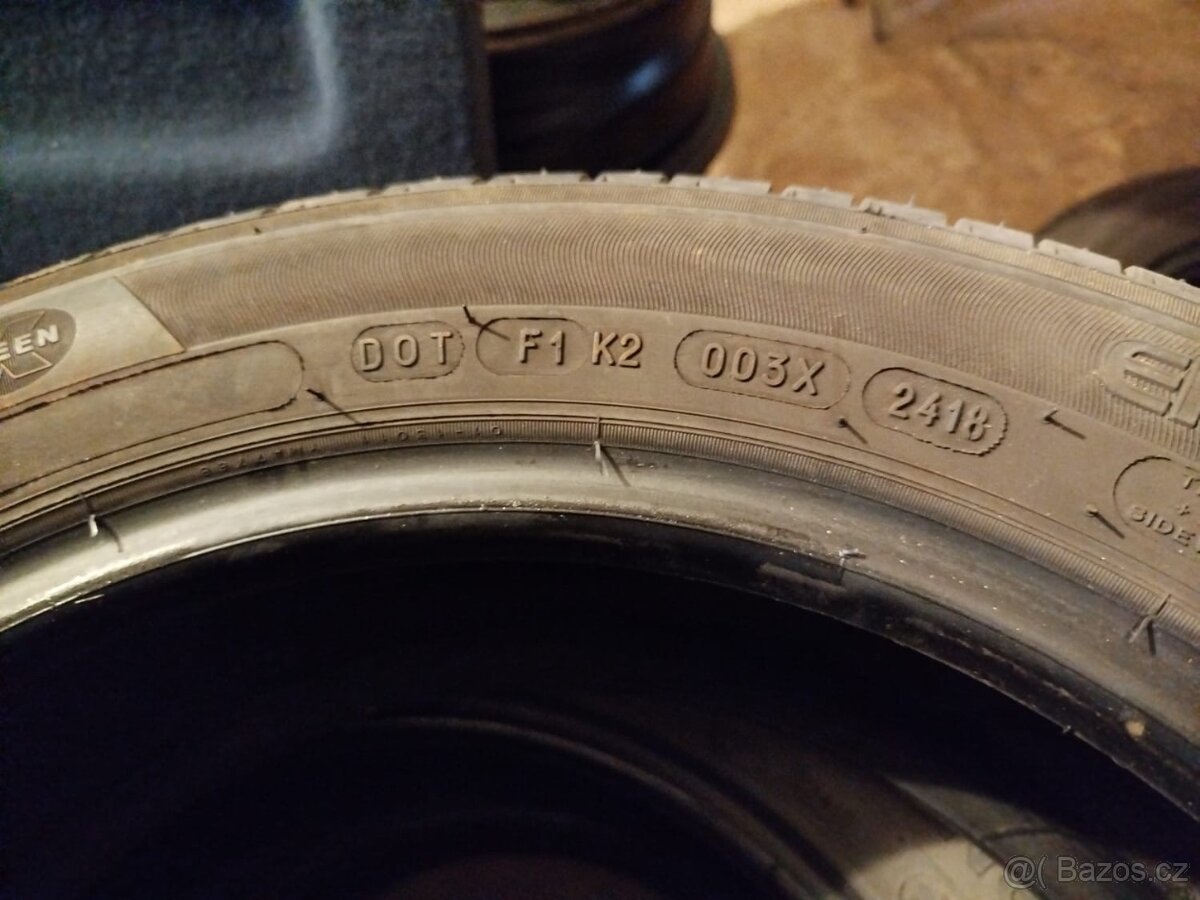 EEN
X
DOT F1 K2 003X 2418
SIDE
@( Bazos.cz